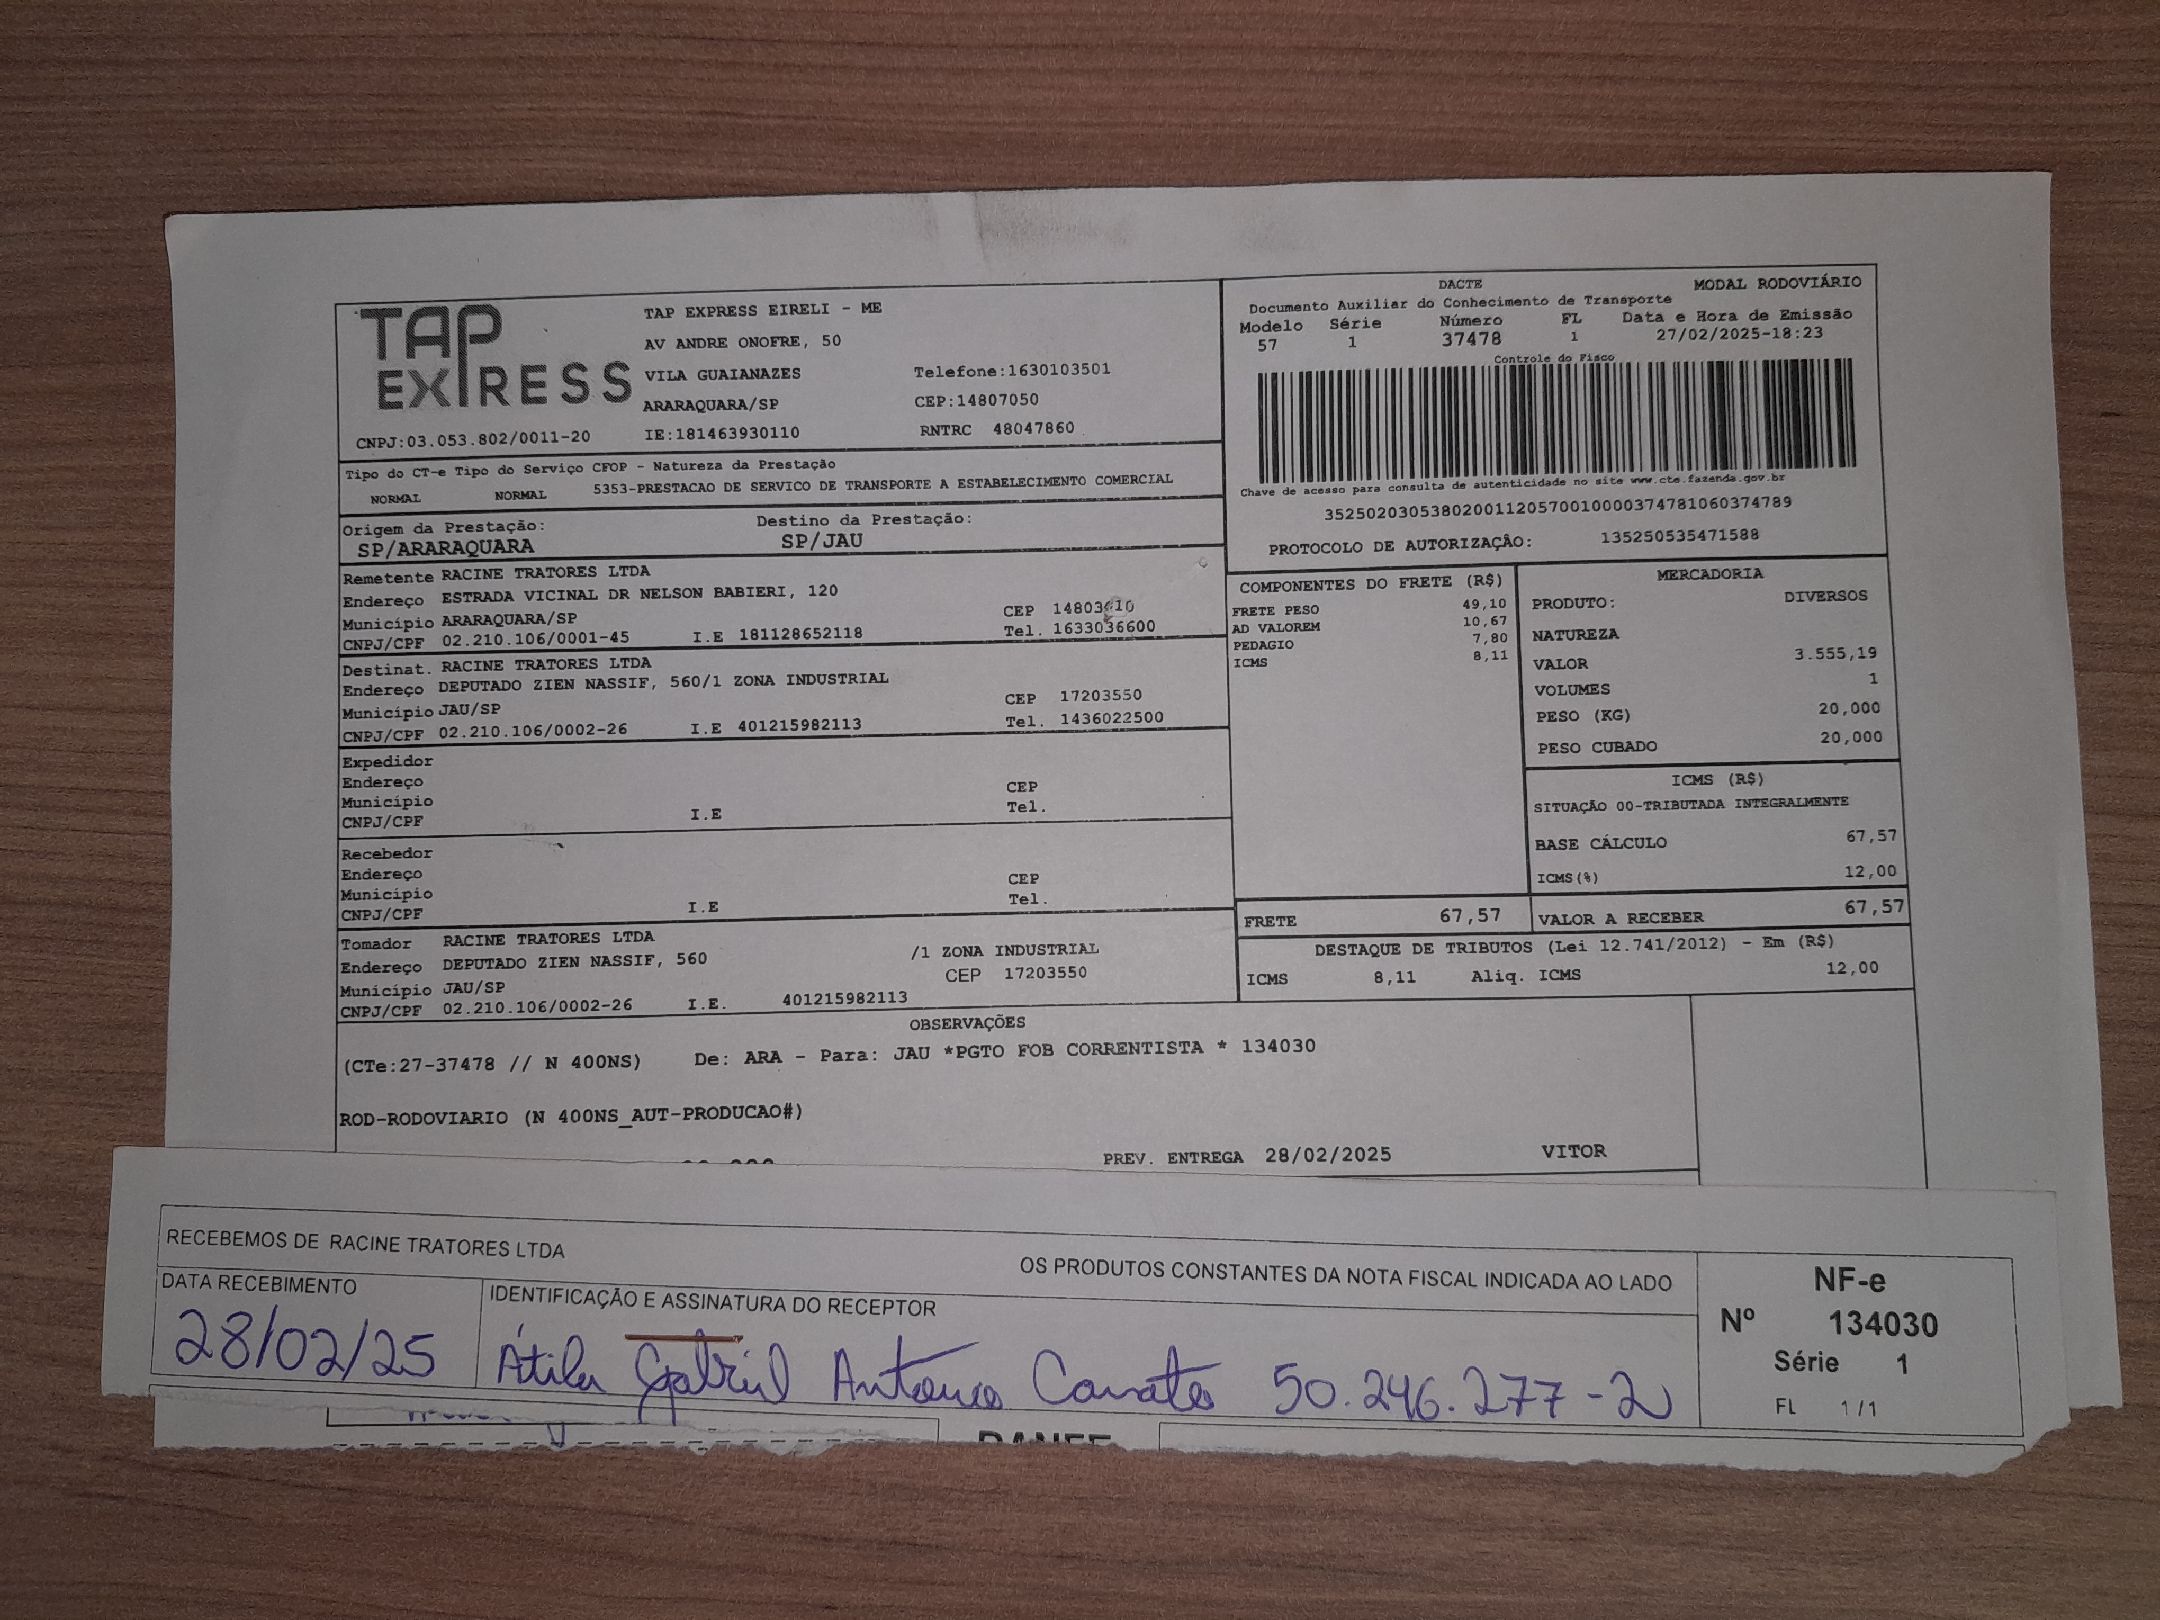 TAP EXPRESS
TAP EXPRESS EIRELI - ME
AV ANDRE ONOFRE, 50
VILA GUAIANAZES Telefone:1630103501
ARARAQUARA/SP CEP:14807050
CNPJ:03.053.802/0011-20 IE:181463930110 RNTRC 48047860
DACTE MODAL RODOVIÁRIO
Documento Auxiliar do Conhecimento de Transporte
Modelo Série Número FL Data e Hora de Emissão
57 1 37478 1 27/02/2025-18:23
Controle do Fisco
Chave de acesso para consulta de autenticidade no site www.cte.fazenda.gov.br
35250203053802001120570010000374781060374789
PROTOCOLO DE AUTORIZAÇÂO: 135250535471588
Tipo do CT-e Tipo do Serviço CFOP - Natureza da Prestação
NORMAL NORMAL 5353-PRESTACAO DE SERVICO DE TRANSPORTE A ESTABELECIMENTO COMERCIAL
Origem da Prestação: Destino da Prestação:
SP/ARARAQUARA SP/JAU
Remetente RACINE TRATORES LTDA
Endereço ESTRADA VICINAL DR NELSON BABIERI, 120
Município ARARAQUARA/SP CEP
CNPJ/CPF 02.210.106/0001-45 I.E 181128652118 Tel. 1633036600
Destinat. RACINE TRATORES LTDA
Endereço DEPUTADO ZIEN NASSIF, 560/1 ZONA INDUSTRIAL
Município JAU/SP CEP 17203550
CNPJ/CPF 02.210.106/0002-26 I.E 401215982113 Tel. 1436022500
Expedidor
Endereço CEP
Município Tel.
CNPJ/CPF I.E
Recebedor
Endereço CEP
Município Tel.
CNPJ/CPF I.E
Tomador RACINE TRATORES LTDA
Endereço DEPUTADO ZIEN NASSIF, 560 /1 ZONA INDUSTRIAL
Município JAU/SP CEP 17203550
CNPJ/CPF 02.210.106/0002-26 I.E. 401215982113
COMPONENTES DO FRETE (R$)
FRETE PESO 49,10
AD VALOREM 10,67
PEDAGIO 7,80
ICMS 8,11
MERCADORIA
PRODUTO: DIVERSOS
NATUREZA
VALOR 3.555,19
VOLUMES 1
PESO (KG) 20,000
PESO CUBADO 20,000
ICMS (R$)
SITUAÇÃO 00-TRIBUTADA INTEGRALMENTE
BASE CÁLCULO 67,57
ICMS(%) 12,00
FRETE 67,57 VALOR A RECEBER 67,57
DESTAQUE DE TRIBUTOS (Lei 12.741/2012) - Em (R$)
ICMS 8,11 Aliq. ICMS 12,00
OBSERVAÇÕES
(CTe:27-37478 // N 400NS) De: ARA - Para: JAU *PGTO FOB CORRENTISTA * 134030
ROD-RODOVIARIO (N 400NS_AUT-PRODUCAO#)
PREV. ENTREGA 28/02/2025 VITOR
RECEBEMOS DE RACINE TRATORES LTDA OS PRODUTOS CONSTANTES DA NOTA FISCAL INDICADA AO LADO
DATA RECEBIMENTO IDENTIFICAÇÃO E ASSINATURA DO RECEPTOR
28/02/25 Átila Gabriel Antonio 50.246.277-2
NF-e
Nº 134030
Série 1
FL 1/1
DANFE